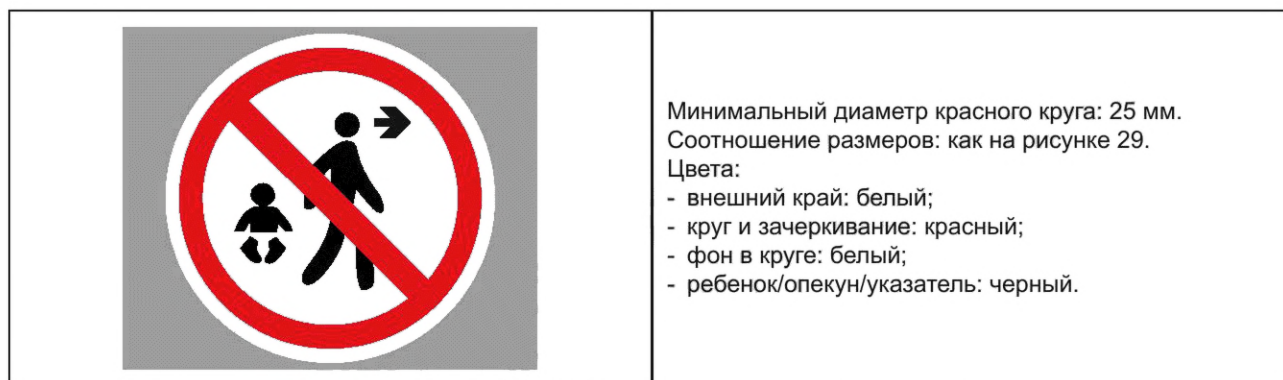 Минимальный диаметр красного круга: 25 мм.
Соотношение размеров: как на рисунке 29.
Цвета:
- внешний край: белый;
- круг и зачеркивание: красный;
- фон в круге: белый;
- ребенок/опекун/указатель: черный.